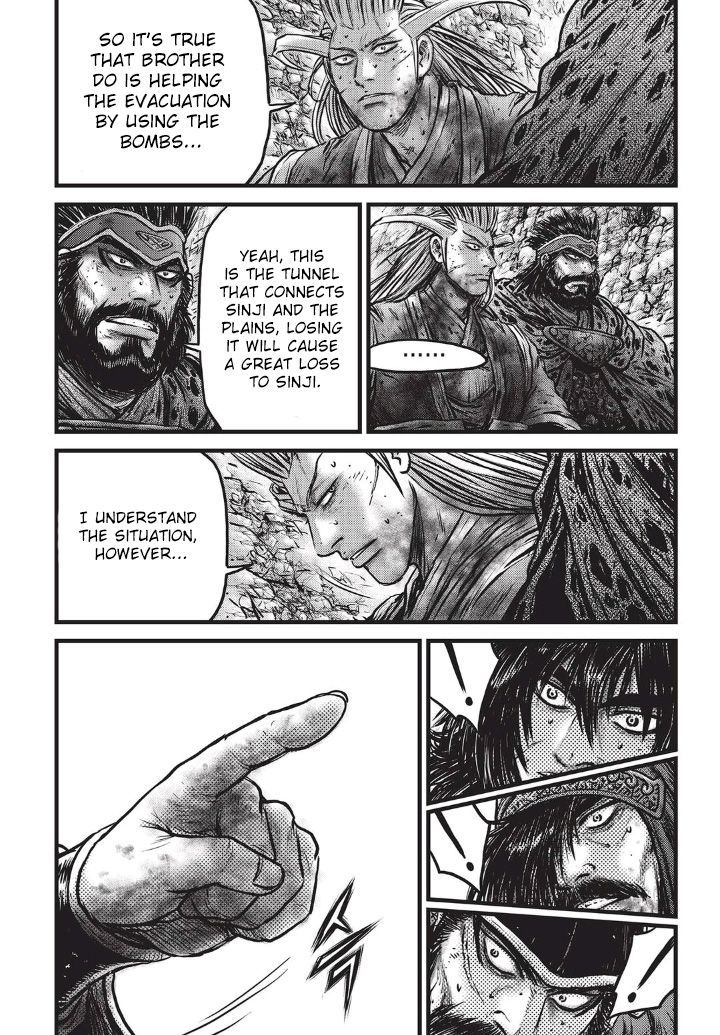 SO IT'S TRUE
THAT BROTHER
DO IS HELPING
THE EVACUATION
BY USING THE
BOMBS...
YEAH, THIS
IS THE TUNNEL
THAT CONNECTS
SINJI AND THE
PLAINS, LOSING
IT WILL CAUSE
A GREAT LOSS
TO SINJI.
......
I UNDERSTAND
THE SITUATION,
HOWEVER...
!
!
!